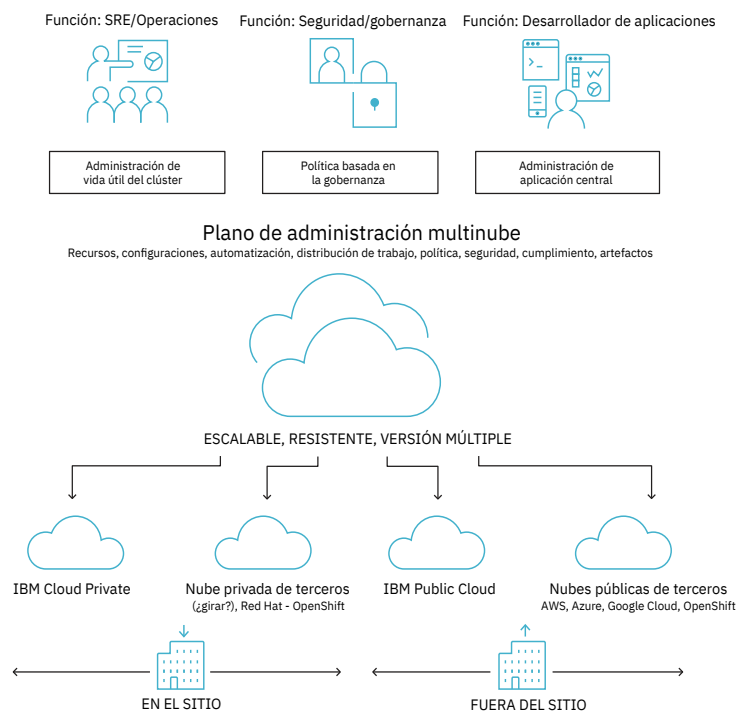 Función: SRE/Operaciones
Función: Seguridad/gobernanza
Función: Desarrollador de aplicaciones
Administración de
vida útil del clúster
Política basada en
la gobernanza
Administración de
aplicación central
Plano de administración multinube
Recursos, configuraciones, automatización, distribución de trabajo, política, seguridad, cumplimiento, artefactos
ESCALABLE, RESISTENTE, VERSIÓN MÚLTIPLE
IBM Cloud Private
Nube privada de terceros
(¿girar?), Red Hat - OpenShift
IBM Public Cloud
Nubes públicas de terceros
AWS, Azure, Google Cloud, OpenShift
EN EL SITIO
FUERA DEL SITIO